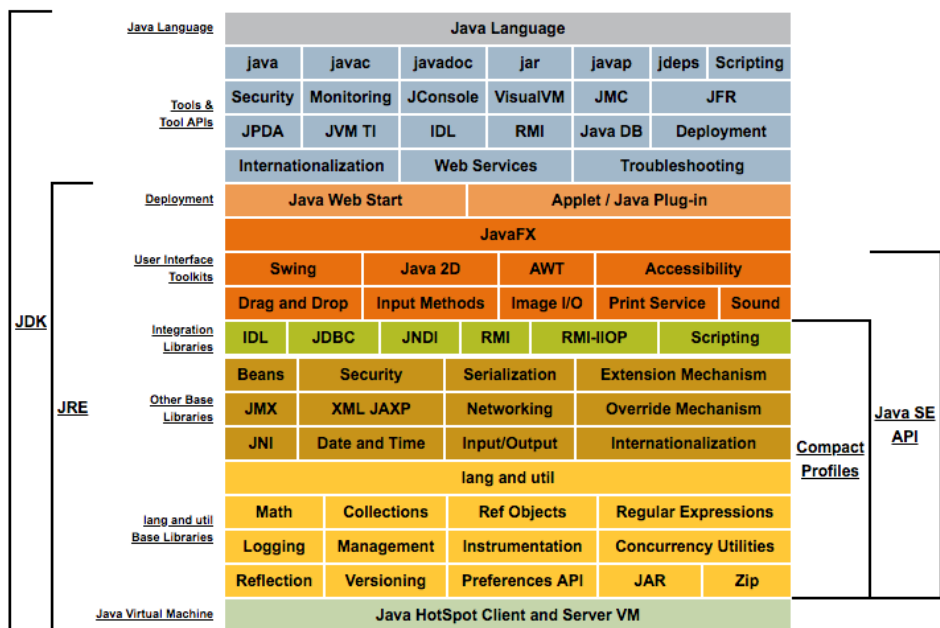 Java Language Java Language
java javac javadoc jar javap jdeps Scripting
Security Monitoring JConsole VisualVM JMC JFR
Tools &
Tool APIs
JPDA JVM TI IDL RMI Java DB Deployment
Internationalization Web Services Troubleshooting
Deployment Java Web Start Applet / Java Plug-in
JavaFX
User Interface
Toolkits
Swing Java 2D AWT Accessibility
Drag and Drop Input Methods Image I/O Print Service Sound
JDK
Integration
Libraries
IDL JDBC JNDI RMI RMI-IIOP Scripting
Beans Security Serialization Extension Mechanism
JRE
Other Base
Libraries
JMX XML JAXP Networking Override Mechanism
Java SE
API
JNI Date and Time Input/Output Internationalization
Compact
Profiles
lang and util
Math Collections Ref Objects Regular Expressions
lang and util
Base Libraries
Logging Management Instrumentation Concurrency Utilities
Reflection Versioning Preferences API JAR Zip
Java Virtual Machine Java HotSpot Client and Server VM